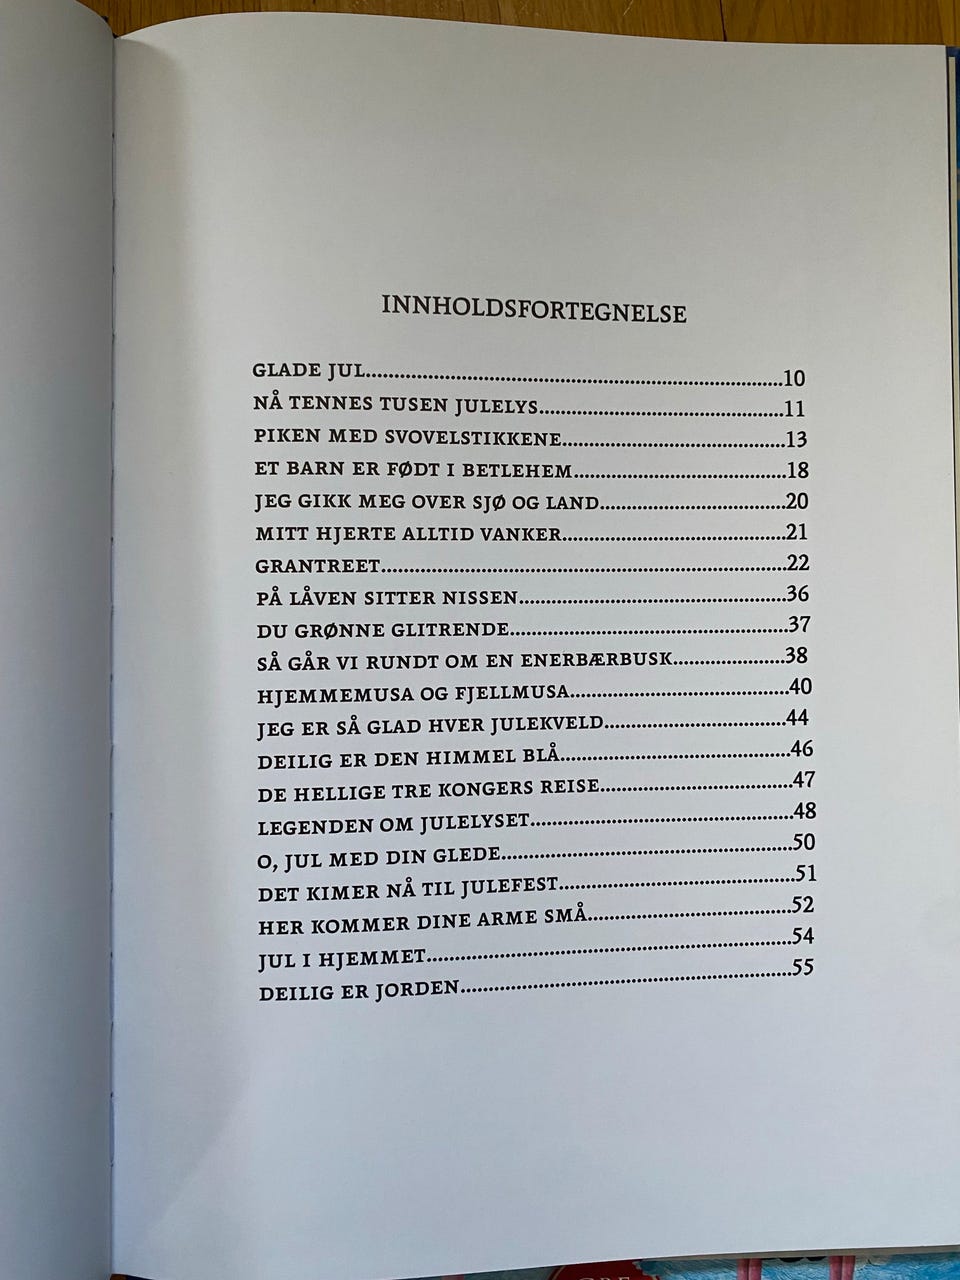 INNHOLDSFORTEGNELSE
GLADE JUL..........10
NÅ TENNES TUSEN JULELYS..........11
PIKEN MED SVOVELSTIKKENE..........13
ET BARN ER FØDT I BETLEHEM..........18
JEG GIKK MEG OVER SJØ OG LAND..........20
MITT HJERTE ALLTID VANKER..........21
GRANTREET..........22
PÅ LÅVEN SITTER NISSEN..........36
DU GRØNNE GLITRENDE..........37
SÅ GÅR VI RUNDT OM EN ENERBÆRBUSK..........38
HJEMMEMUSA OG FJELLMUSA..........40
JEG ER SÅ GLAD HVER JULEKVELD..........44
DEILIG ER DEN HIMMEL BLÅ..........46
DE HELLIGE TRE KONGERS REISE..........47
LEGENDEN OM JULELYSET..........48
O, JUL MED DIN GLEDE..........50
DET KIMER NÅ TIL JULEFEST..........51
HER KOMMER DINE ARME SMÅ..........52
JUL I HJEMMET..........54
DEILIG ER JORDEN..........55